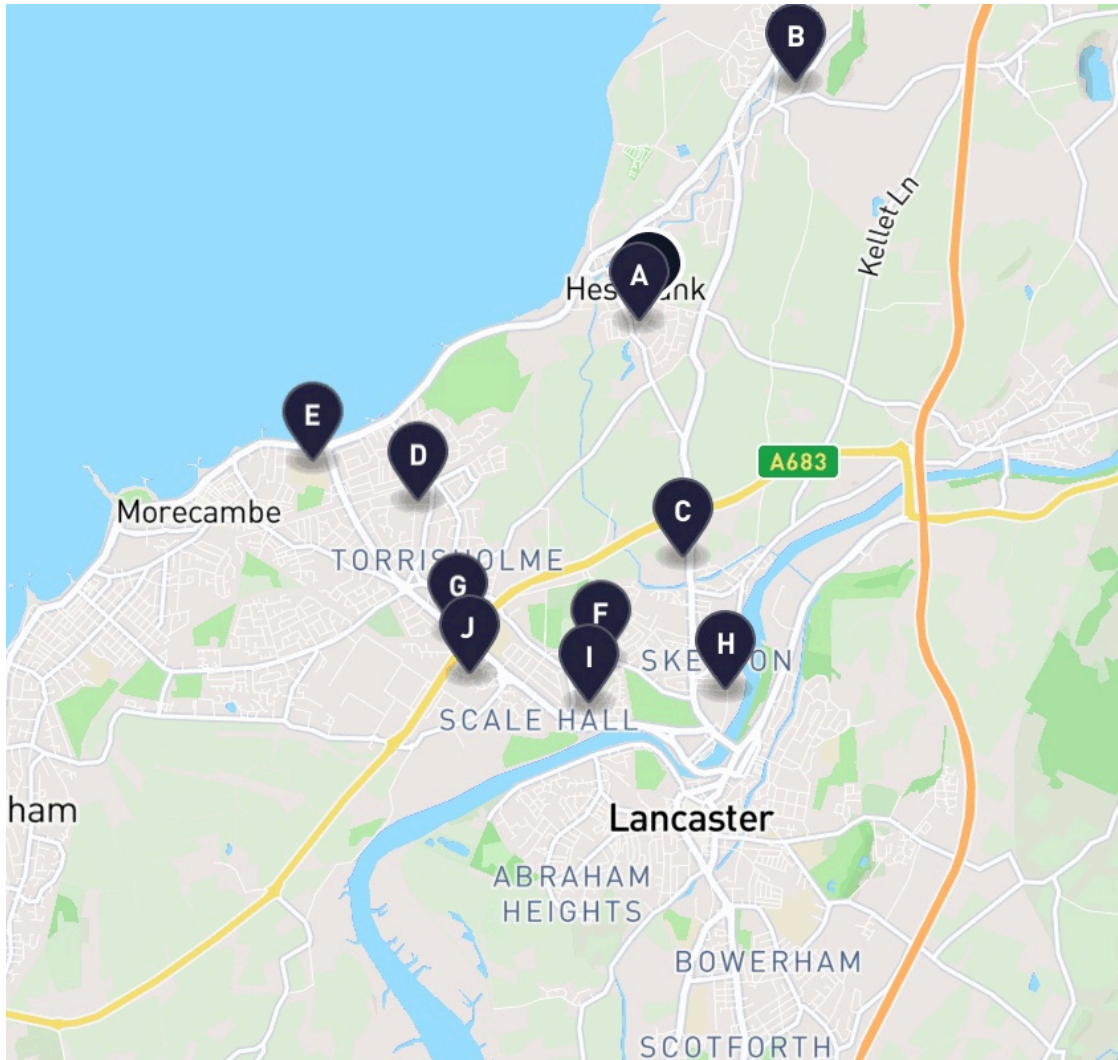 B
Kellet Ln
A
E
D
Morecambe
A683
C
TORRISHOLME
G
F
J
H
I
SCALE HALL
Lancaster
ham
ABRAHAM
HEIGHTS
BOWERHAM
SCOTFORTH